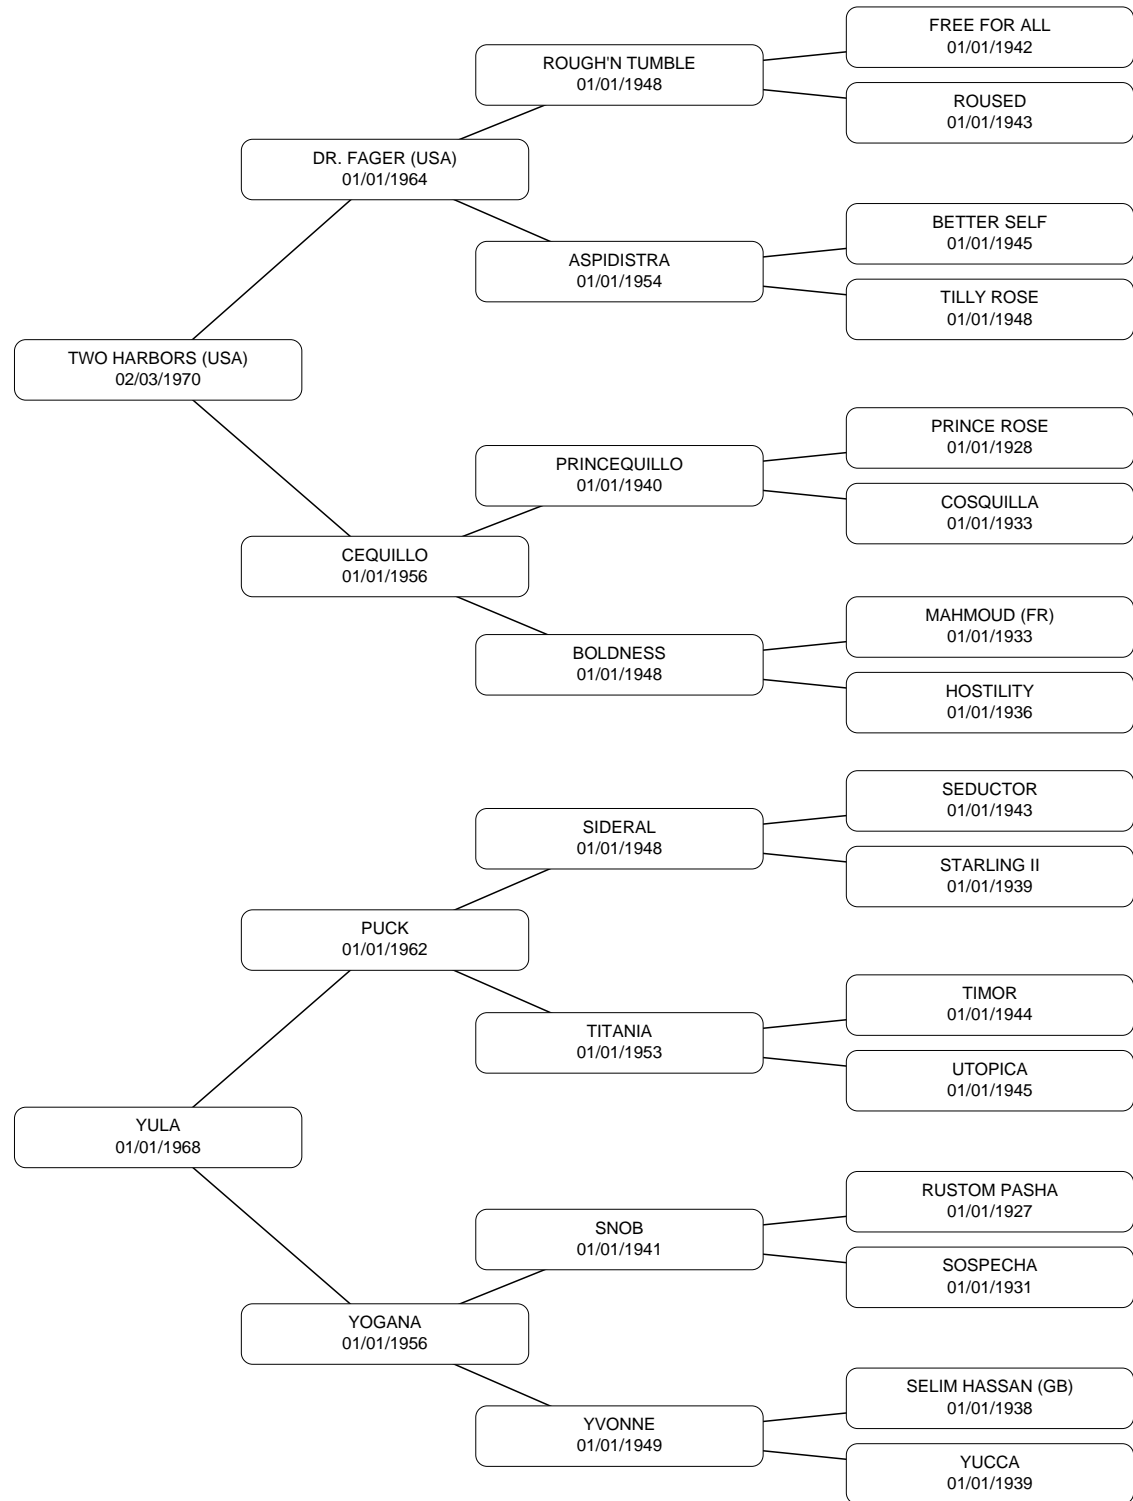 FREE FOR ALL
01/01/1942
ROUGH'N TUMBLE
01/01/1948
ROUSED
01/01/1943
DR. FAGER (USA)
01/01/1964
BETTER SELF
01/01/1945
ASPIDISTRA
01/01/1954
TILLY ROSE
01/01/1948
TWO HARBORS (USA)
02/03/1970
PRINCE ROSE
01/01/1928
PRINCEQUILLO
01/01/1940
COSQUILLA
01/01/1933
CEQUILLO
01/01/1956
MAHMOUD (FR)
01/01/1933
BOLDNESS
01/01/1948
HOSTILITY
01/01/1936
SEDUCTOR
01/01/1943
SIDERAL
01/01/1948
STARLING II
01/01/1939
PUCK
01/01/1962
TIMOR
01/01/1944
TITANIA
01/01/1953
UTOPICA
01/01/1945
YULA
01/01/1968
RUSTOM PASHA
01/01/1927
SNOB
01/01/1941
SOSPECHA
01/01/1931
YOGANA
01/01/1956
SELIM HASSAN (GB)
01/01/1938
YVONNE
01/01/1949
YUCCA
01/01/1939